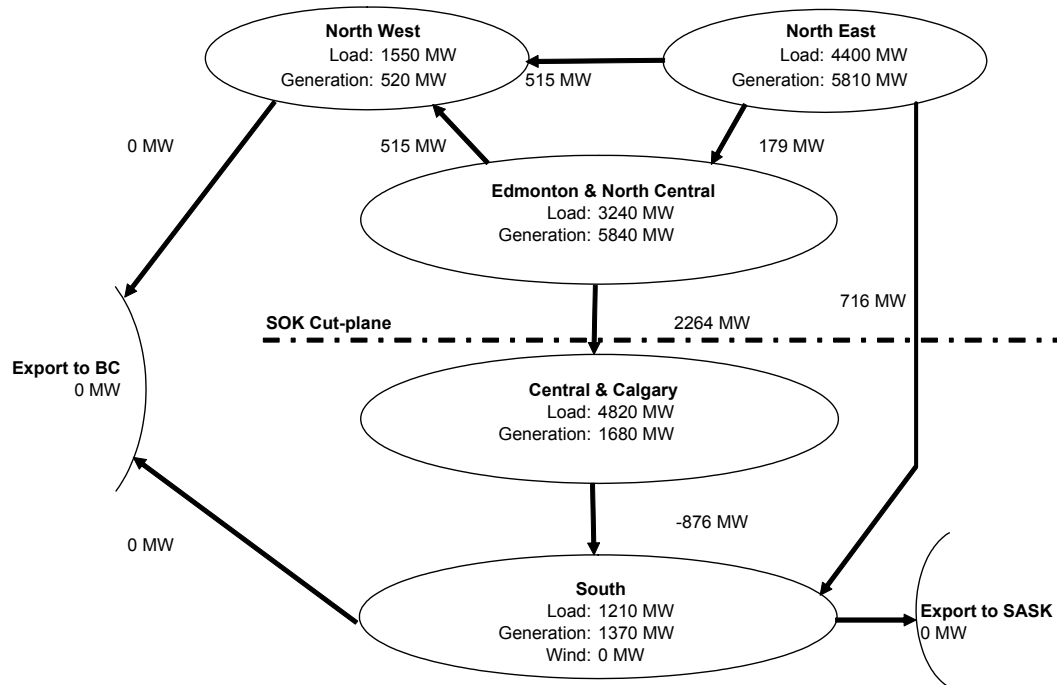 North West
Load: 1550 MW
Generation: 520 MW
North East
Load: 4400 MW
Generation: 5810 MW
515 MW
0 MW
515 MW
179 MW
Edmonton & North Central
Load: 3240 MW
Generation: 5840 MW
716 MW
SOK Cut-plane
2264 MW
Export to BC
0 MW
Central & Calgary
Load: 4820 MW
Generation: 1680 MW
-876 MW
0 MW
South
Load: 1210 MW
Generation: 1370 MW
Wind: 0 MW
Export to SASK
0 MW